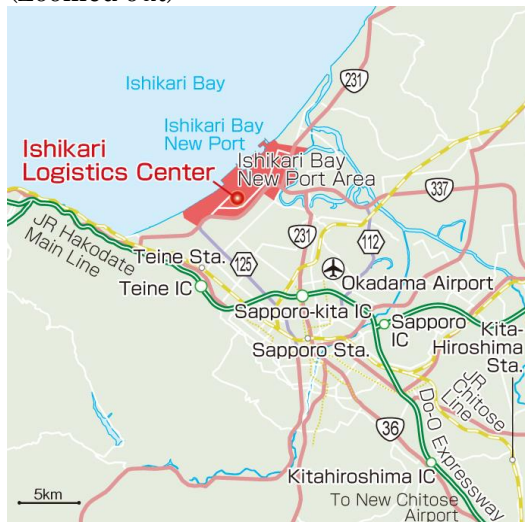 (Zoomed out)
Ishikari Bay
231
Ishikari Bay
New Port
Ishikari
Logistics Center
Ishikari Bay
New Port Area
337
JR Hakodate
Main Line
231
112
Teine Sta.
125
Okadama Airport
Teine IC
Sapporo-kita IC
Sapporo
IC
Kita-
Hiroshima
Sta.
Sapporo Sta.
JR
Chitose
Line
36
Do-O Expressway
Kitahiroshima IC
5km
To New Chitose
Airport